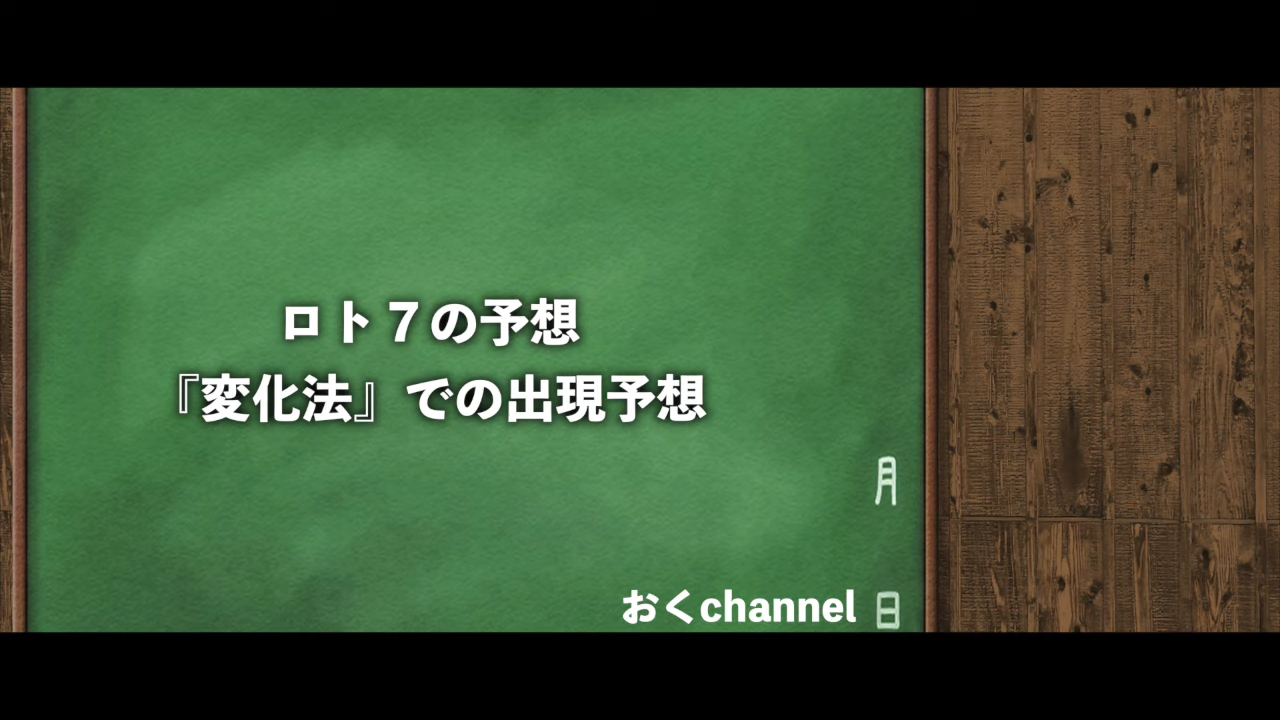 ロト７の予想
『変化法』での出現予想
月
日
おくchannel